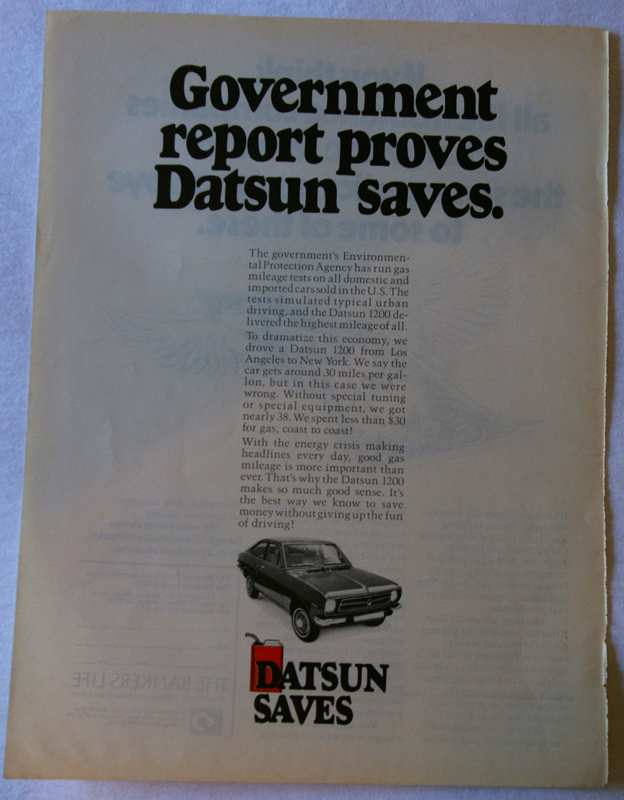 Government
report proves
Datsun saves.
The government's Environmen-
tal Protection Agency has run gas
mileage tests on all domestic and
imported cars sold in the U.S. The
tests simulated typical urban
driving, and the Datsun 1200 de-
livered the highest mileage of all.
To dramatize this economy, we
drove a Datsun 1200 from Los
Angeles to New York. We say the
car gets around 30 miles per gal-
lon, but in this case we were
wrong. Without special tuning
or special equipment, we got
nearly 38. We spent less than $30
for gas, coast to coast!
With the energy crisis making
headlines every day, good gas
mileage is more important than
ever. That's why the Datsun 1200
makes so much good sense. It's
the best way we know to save
money without giving up the fun
of driving!
DATSUN
SAVES
THE BANKERS LIFE